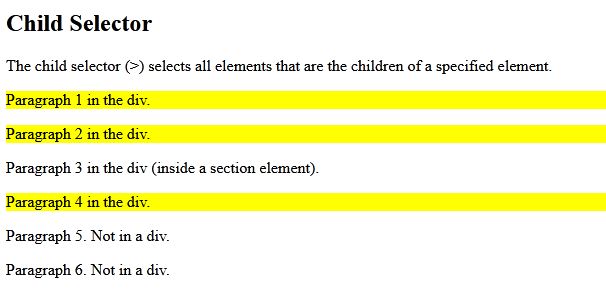 Child Selector
The child selector (>) selects all elements that are the children of a specified element.
Paragraph 1 in the div.
Paragraph 2 in the div.
Paragraph 3 in the div (inside a section element).
Paragraph 4 in the div.
Paragraph 5. Not in a div.
Paragraph 6. Not in a div.